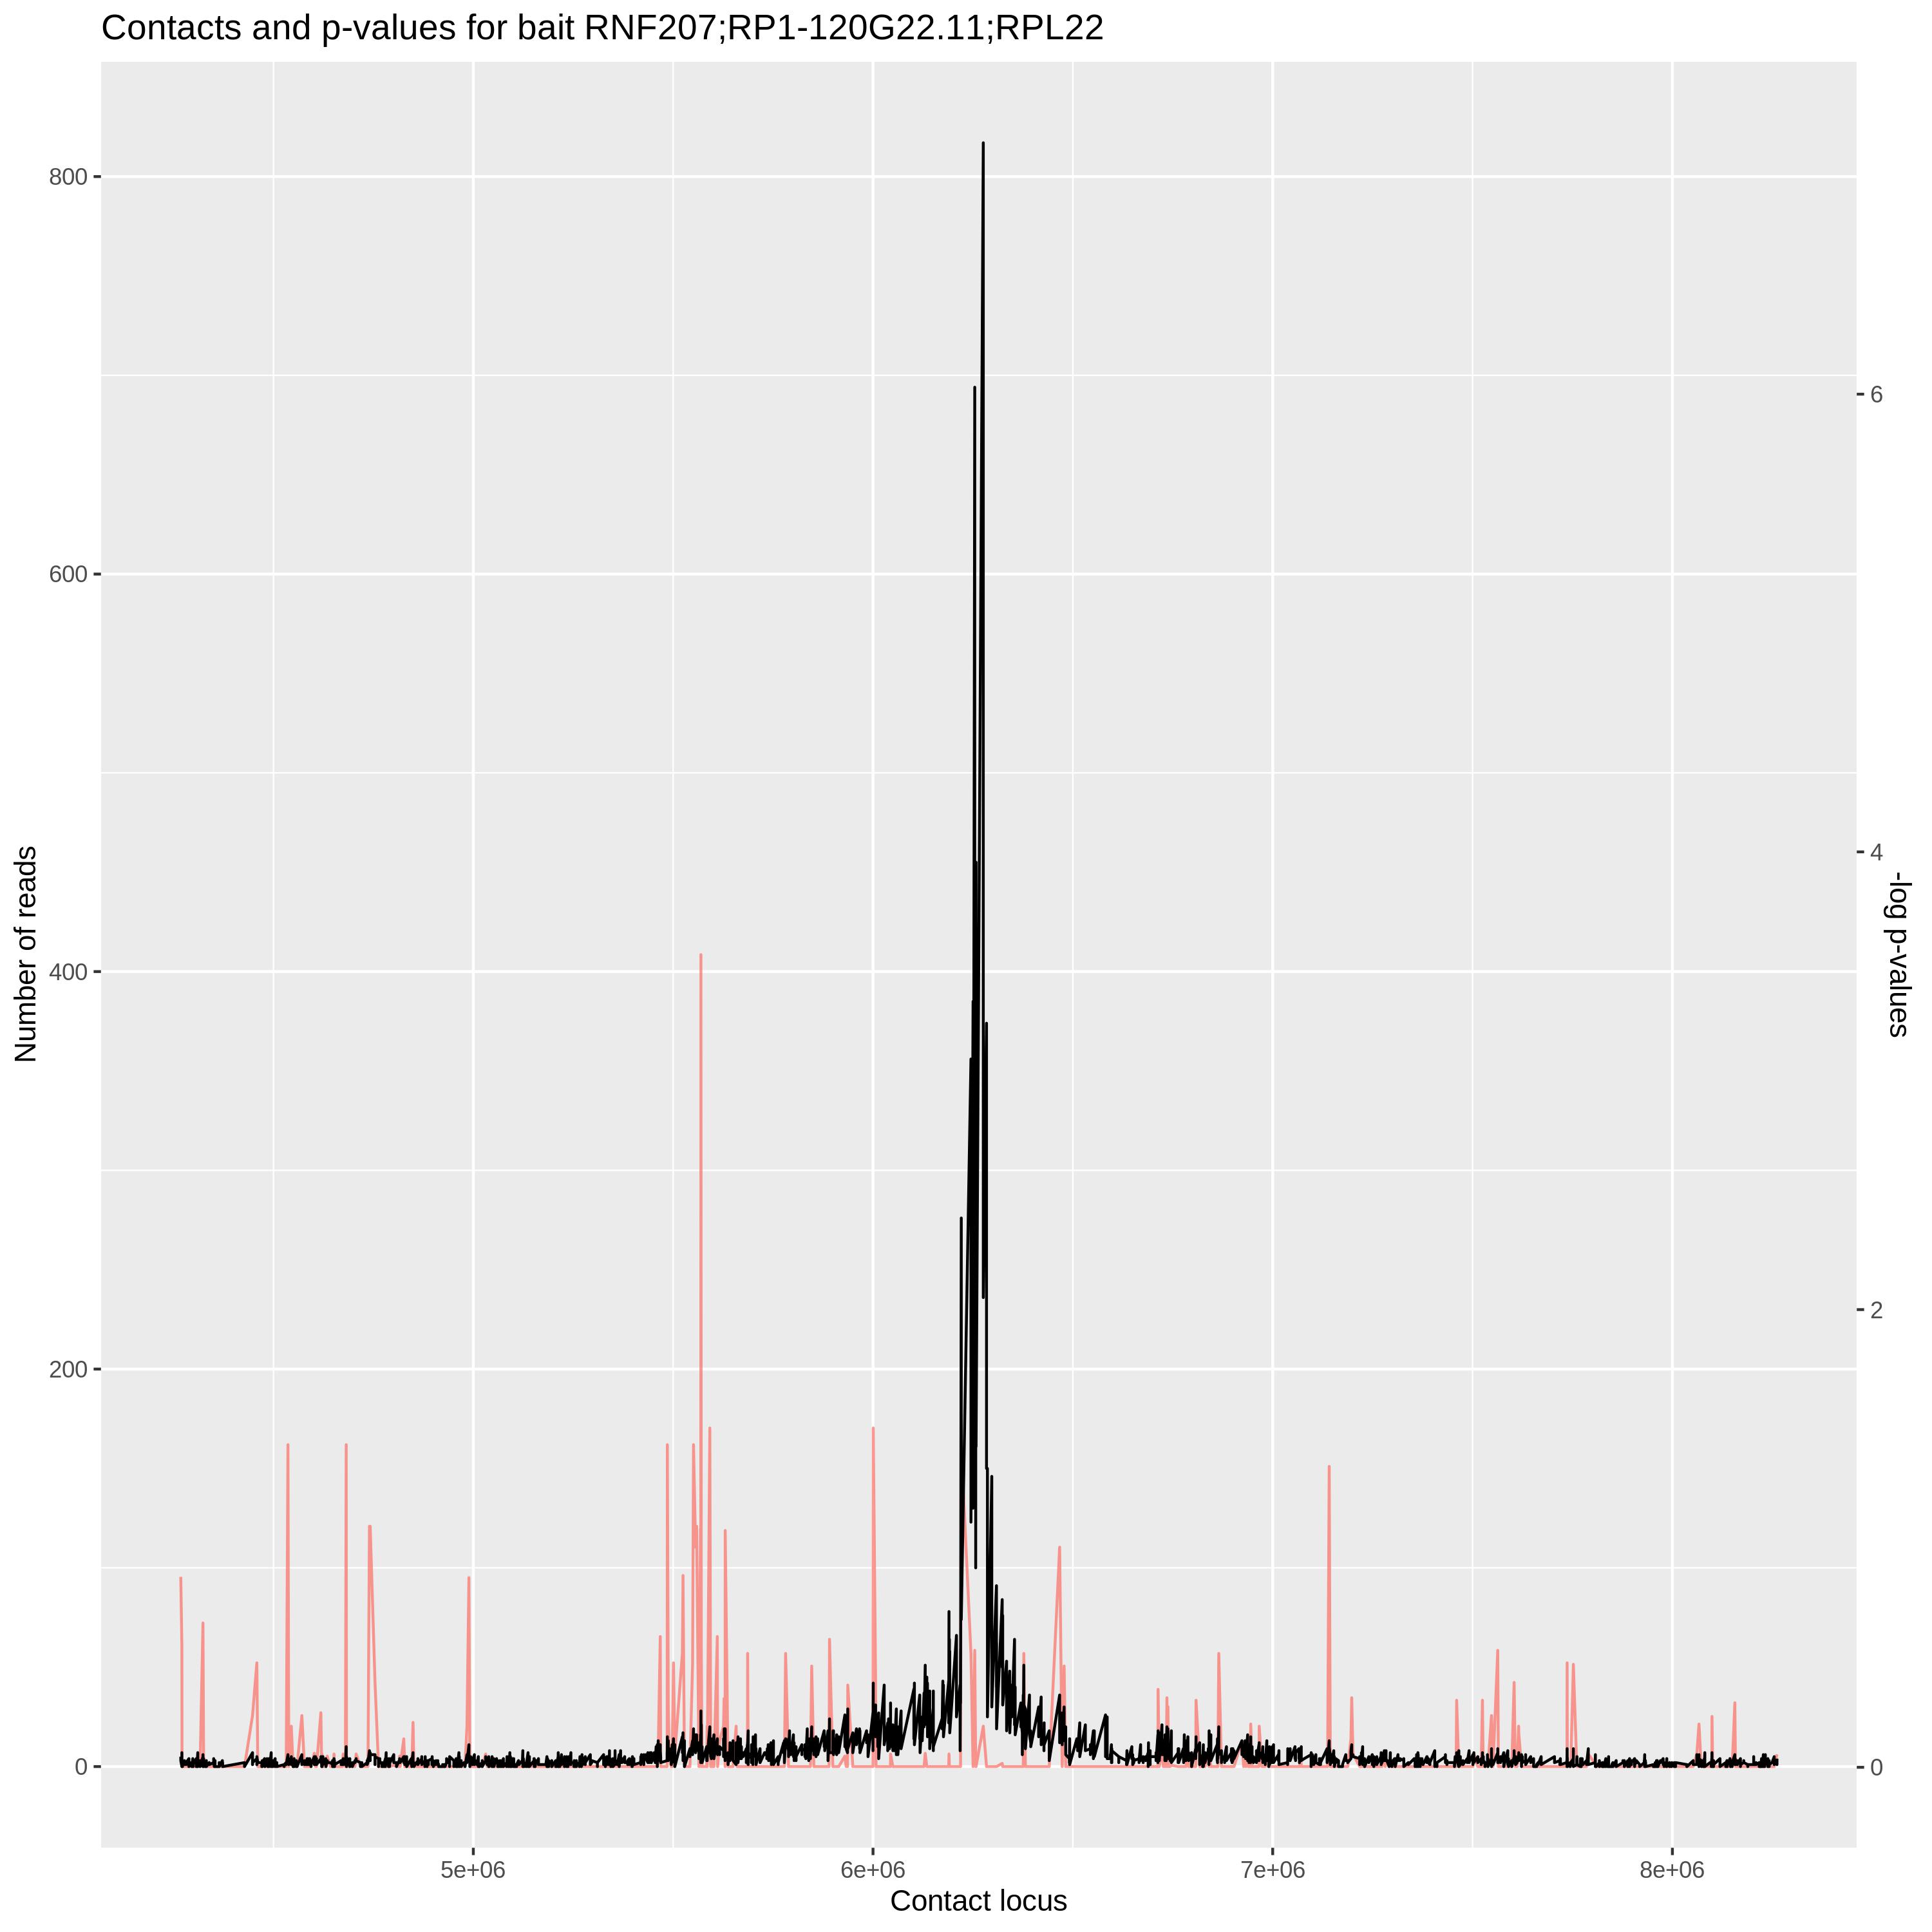 Contacts and p-values for bait RNF207;RP1-120G22.11;RPL22
800
600
400
200
0
Number of reads
6
4
2
0
-log p-values
5e+06
6e+06
7e+06
8e+06
Contact locus